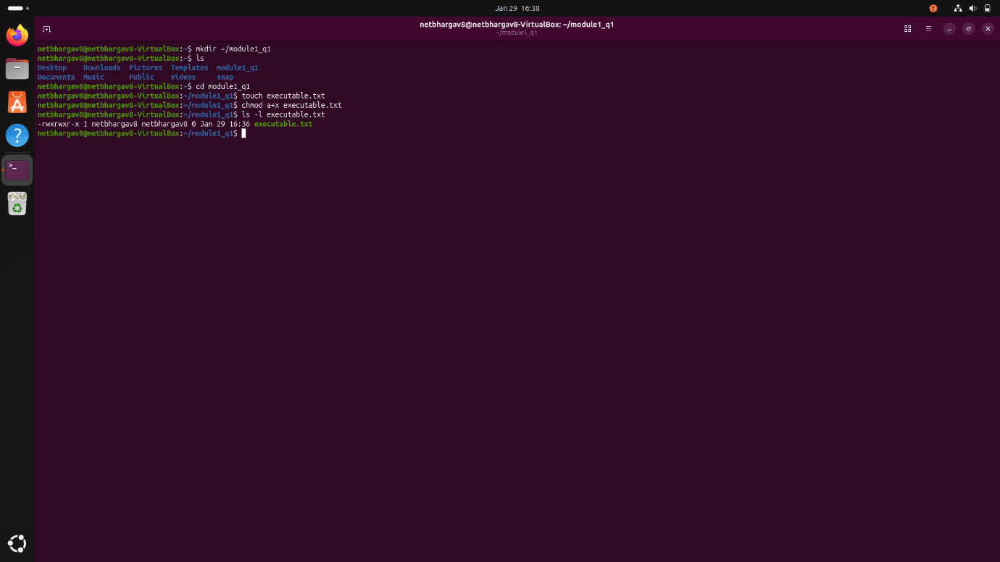 Jan 29 16:38
netbhargav8@netbhargav8-VirtualBox: ~/module1_q1
~/module1_q1
netbhargav8@netbhargav8-VirtualBox:~$ mkdir ~/module1_q1
netbhargav8@netbhargav8-VirtualBox:~$ ls
Desktop Downloads Pictures Templates module1_q1
Documents Music Public Videos snap
netbhargav8@netbhargav8-VirtualBox:~$ cd module1_q1
netbhargav8@netbhargav8-VirtualBox:~/module1_q1$ touch executable.txt
netbhargav8@netbhargav8-VirtualBox:~/module1_q1$ chmod a+x executable.txt
netbhargav8@netbhargav8-VirtualBox:~/module1_q1$ ls -l executable.txt
-rwxrwxr-x 1 netbhargav8 netbhargav8 0 Jan 29 16:36 executable.txt
netbhargav8@netbhargav8-VirtualBox:~/module1_q1$